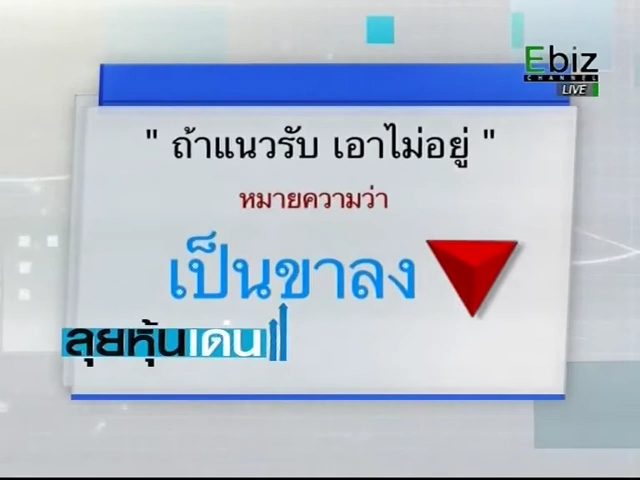 Ebiz
CHANNEL
LIVE
" ถ้าแนวรับ เอาไม่อยู่ "
หมายความว่า
เป็นขาลง
ลุยหุ้นเด่น